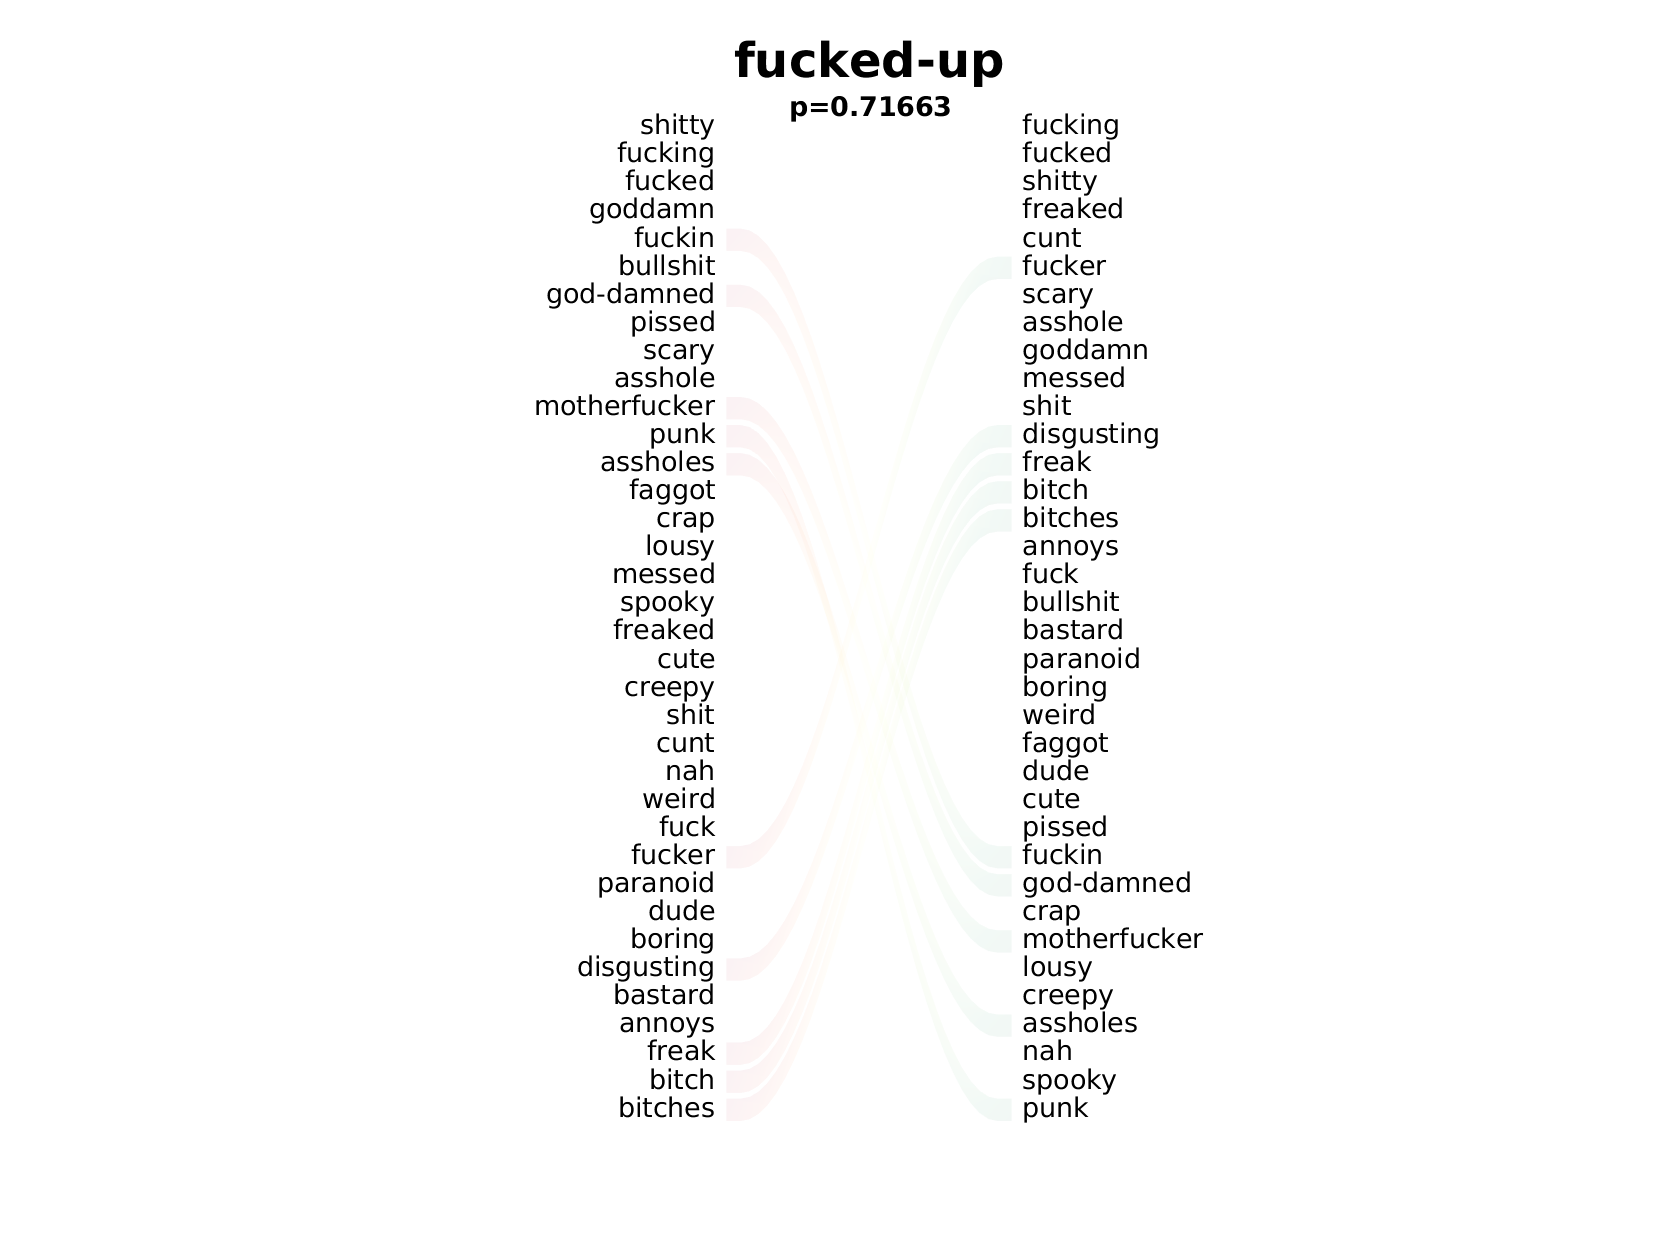 fucked-up
p=0.71663
shitty fucking
fucking fucked
fucked shitty
goddamn freaked
fuckin cunt
bullshit fucker
god-damned scary
pissed asshole
scary goddamn
asshole messed
motherfucker shit
punk disgusting
assholes freak
faggot bitch
crap bitches
lousy annoys
messed fuck
spooky bullshit
freaked bastard
cute paranoid
creepy boring
shit weird
cunt faggot
nah dude
weird cute
fuck pissed
fucker fuckin
paranoid god-damned
dude crap
boring motherfucker
disgusting lousy
bastard creepy
annoys assholes
freak nah
bitch spooky
bitches punk